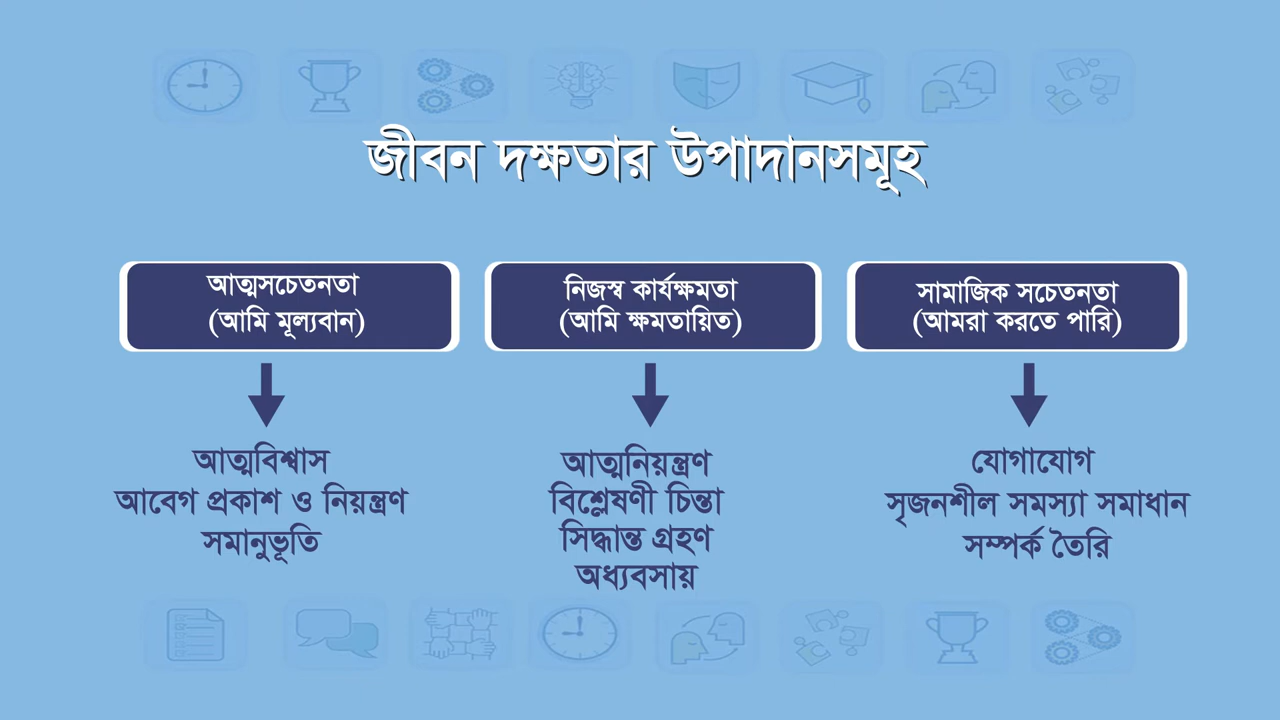 জীবন দক্ষতার উপাদানসমূহ
আত্মসচেতনতা
(আমি মূল্যবান)
নিজস্ব কার্যক্ষমতা
(আমি ক্ষমতায়িত)
সামাজিক সচেতনতা
(আমরা করতে পারি)
আত্মবিশ্বাস
আবেগ প্রকাশ ও নিয়ন্ত্রণ
সমানুভূতি
আত্মনিয়ন্ত্রণ
বিশ্লেষণী চিন্তা
সিদ্ধান্ত গ্রহণ
অধ্যবসায়
যোগাযোগ
সৃজনশীল সমস্যা সমাধান
সম্পর্ক তৈরি